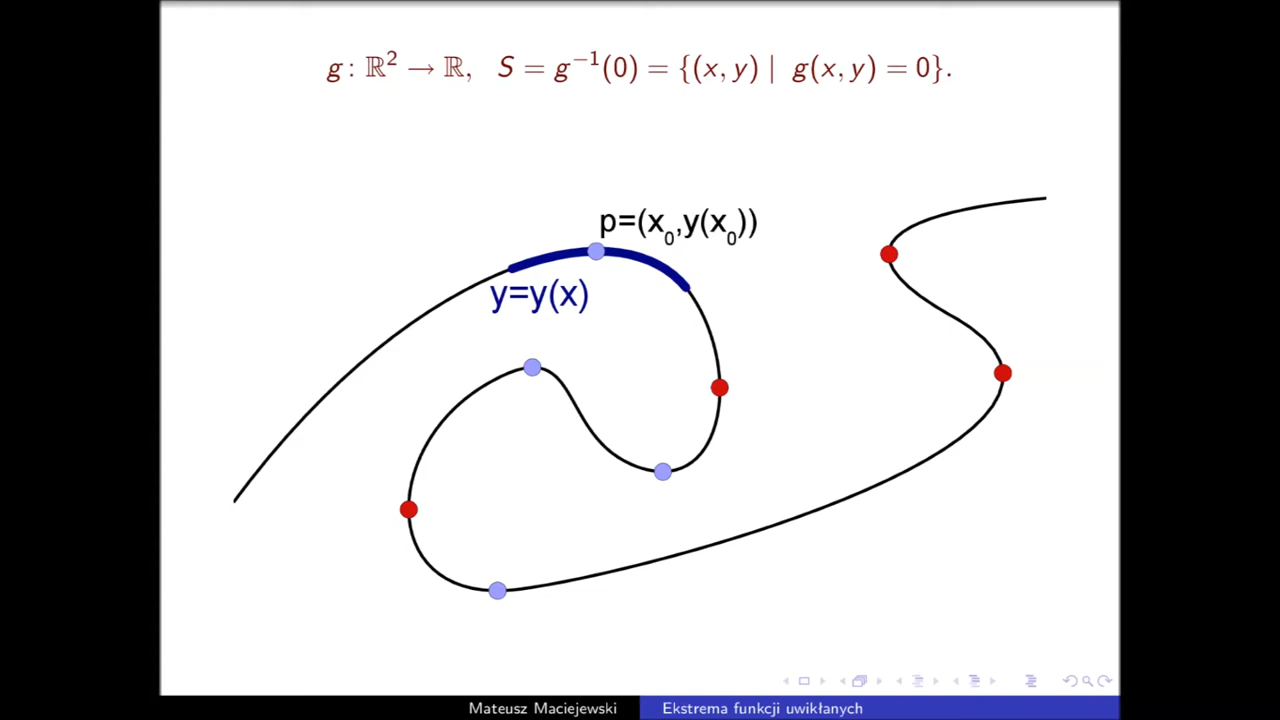 g: ℝ² → ℝ,  S = g⁻¹(0) = {(x, y) | g(x, y) = 0}.
p=(x₀,y(x₀))
y=y(x)
Mateusz Maciejewski
Ekstrema funkcji uwikłanych